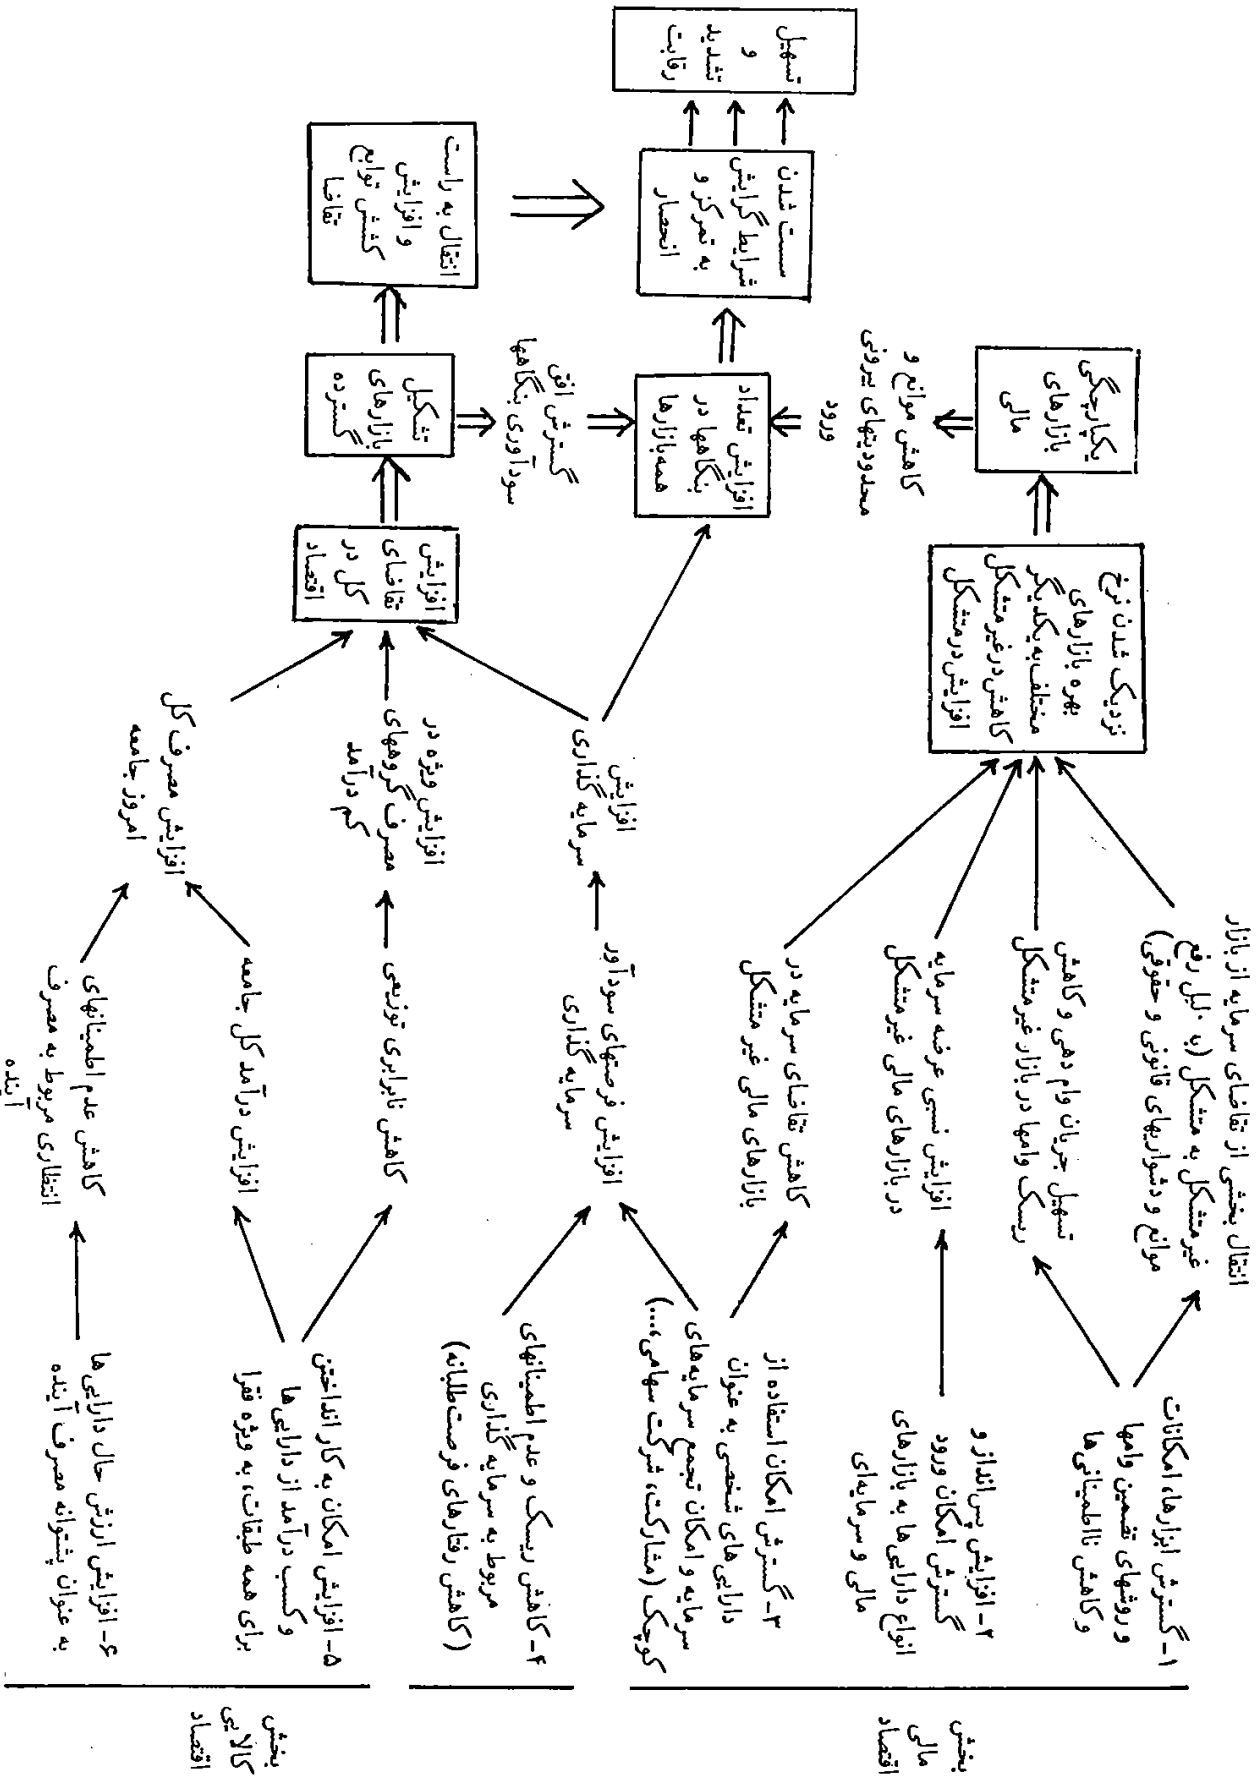 بخش
مالی
اقتصاد
۱- گسترش ابزارها، امکانات
و روشهای تضمین وامها
و کاهش نااطمینانی‌ها
۲- افزایش پس‌انداز و
گسترش امکان ورود
انواع دارایی‌ها به بازارهای
مالی و سرمایه‌ای
۳- گسترش امکان استفاده از
دارایی‌های شخصی به عنوان
سرمایه و امکان تجمع سرمایه‌های
کوچک (مشارکت، شرکت سهامی،...)
۴- کاهش ریسک و عدم اطمینانهای
مربوط به سرمایه گذاری
(کاهش رفتارهای فرصت‌طلبانه)
بخش
کالایی
اقتصاد
۵- افزایش امکان به کار انداختن
و کسب درآمد از دارایی‌ها
برای همه طبقات، به ویژه فقرا
۶- افزایش ارزش حال دارایی‌ها
به عنوان پشتوانه مصرف آینده
انتقال بخشی از تقاضای سرمایه از بازار
غیر متشکل به متشکل (به دلیل رفع
موانع و دشواریهای قانونی و حقوقی)
تسهیل جریان وام دهی و کاهش
ریسک وامها در بازار غیر متشکل
افزایش نسبی عرضه سرمایه
در بازارهای مالی غیر متشکل
کاهش تقاضای سرمایه در
بازارهای مالی غیر متشکل
افزایش فرصتهای سودآور
سرمایه گذاری
کاهش نابرابری توزیعی
افزایش درآمد کل جامعه
کاهش عدم اطمینانهای
انتظاری مربوط به مصرف
آینده
افزایش
سرمایه گذاری
افزایش ویژه در
مصرف گروههای
کم درآمد
افزایش مصرف کل
امروز جامعه
نزدیک شدن نرخ
بهره بازارهای
مختلف به یکدیگر
کاهش در غیر متشکل
افزایش در متشکل
افزایش
تقاضای
کل در
اقتصاد
یکپارچگی
بازارهای
مالی
کاهش موانع و
محدودیتهای بیرونی
ورود
افزایش تعداد
بنگاهها در
همه بازارها
گسترش افق
سودآوری بنگاهها
تشکیل
بازارهای
گسترده
سست شدن
شرایط گرایش
به تمرکز و
انحصار
انتقال به راست
و افزایش
کشش توابع
تقاضا
تسهیل
و
تشدید
رقابت